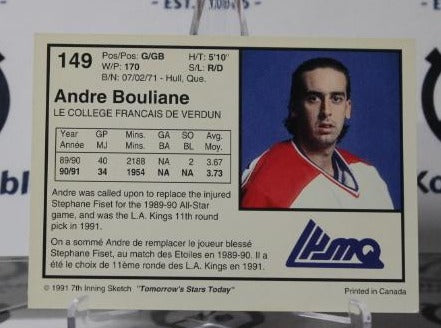 - EST.
149
Pos/Pos: G/GB H/T: 5'10"
W/P: 170 S/L: R/D
B/N: 07/02/71 - Hull, Que.
Andre Bouliane
LE COLLEGE FRANCAIS DE VERDUN
Year GP Mins. GA SO Avg.
Année MJ Mins. BA BL Moy.
89/90 40 2188 NA 2 3.67
90/91 34 1954 NA NA 3.73
Andre was called upon to replace the injured
Stephane Fiset for the 1989-90 All-Star
game, and was the L.A. Kings 11th round
pick in 1991.
On a sommé Andre de remplacer le joueur blessé
Stephane Fiset, au match des Etoiles en 1989-90. Il a
été le choix de 11ème ronde des L.A. Kings en 1991.
LHJMQ
© 1991 7th Inning Sketch "Tomorrow's Stars Today" Printed in Canada